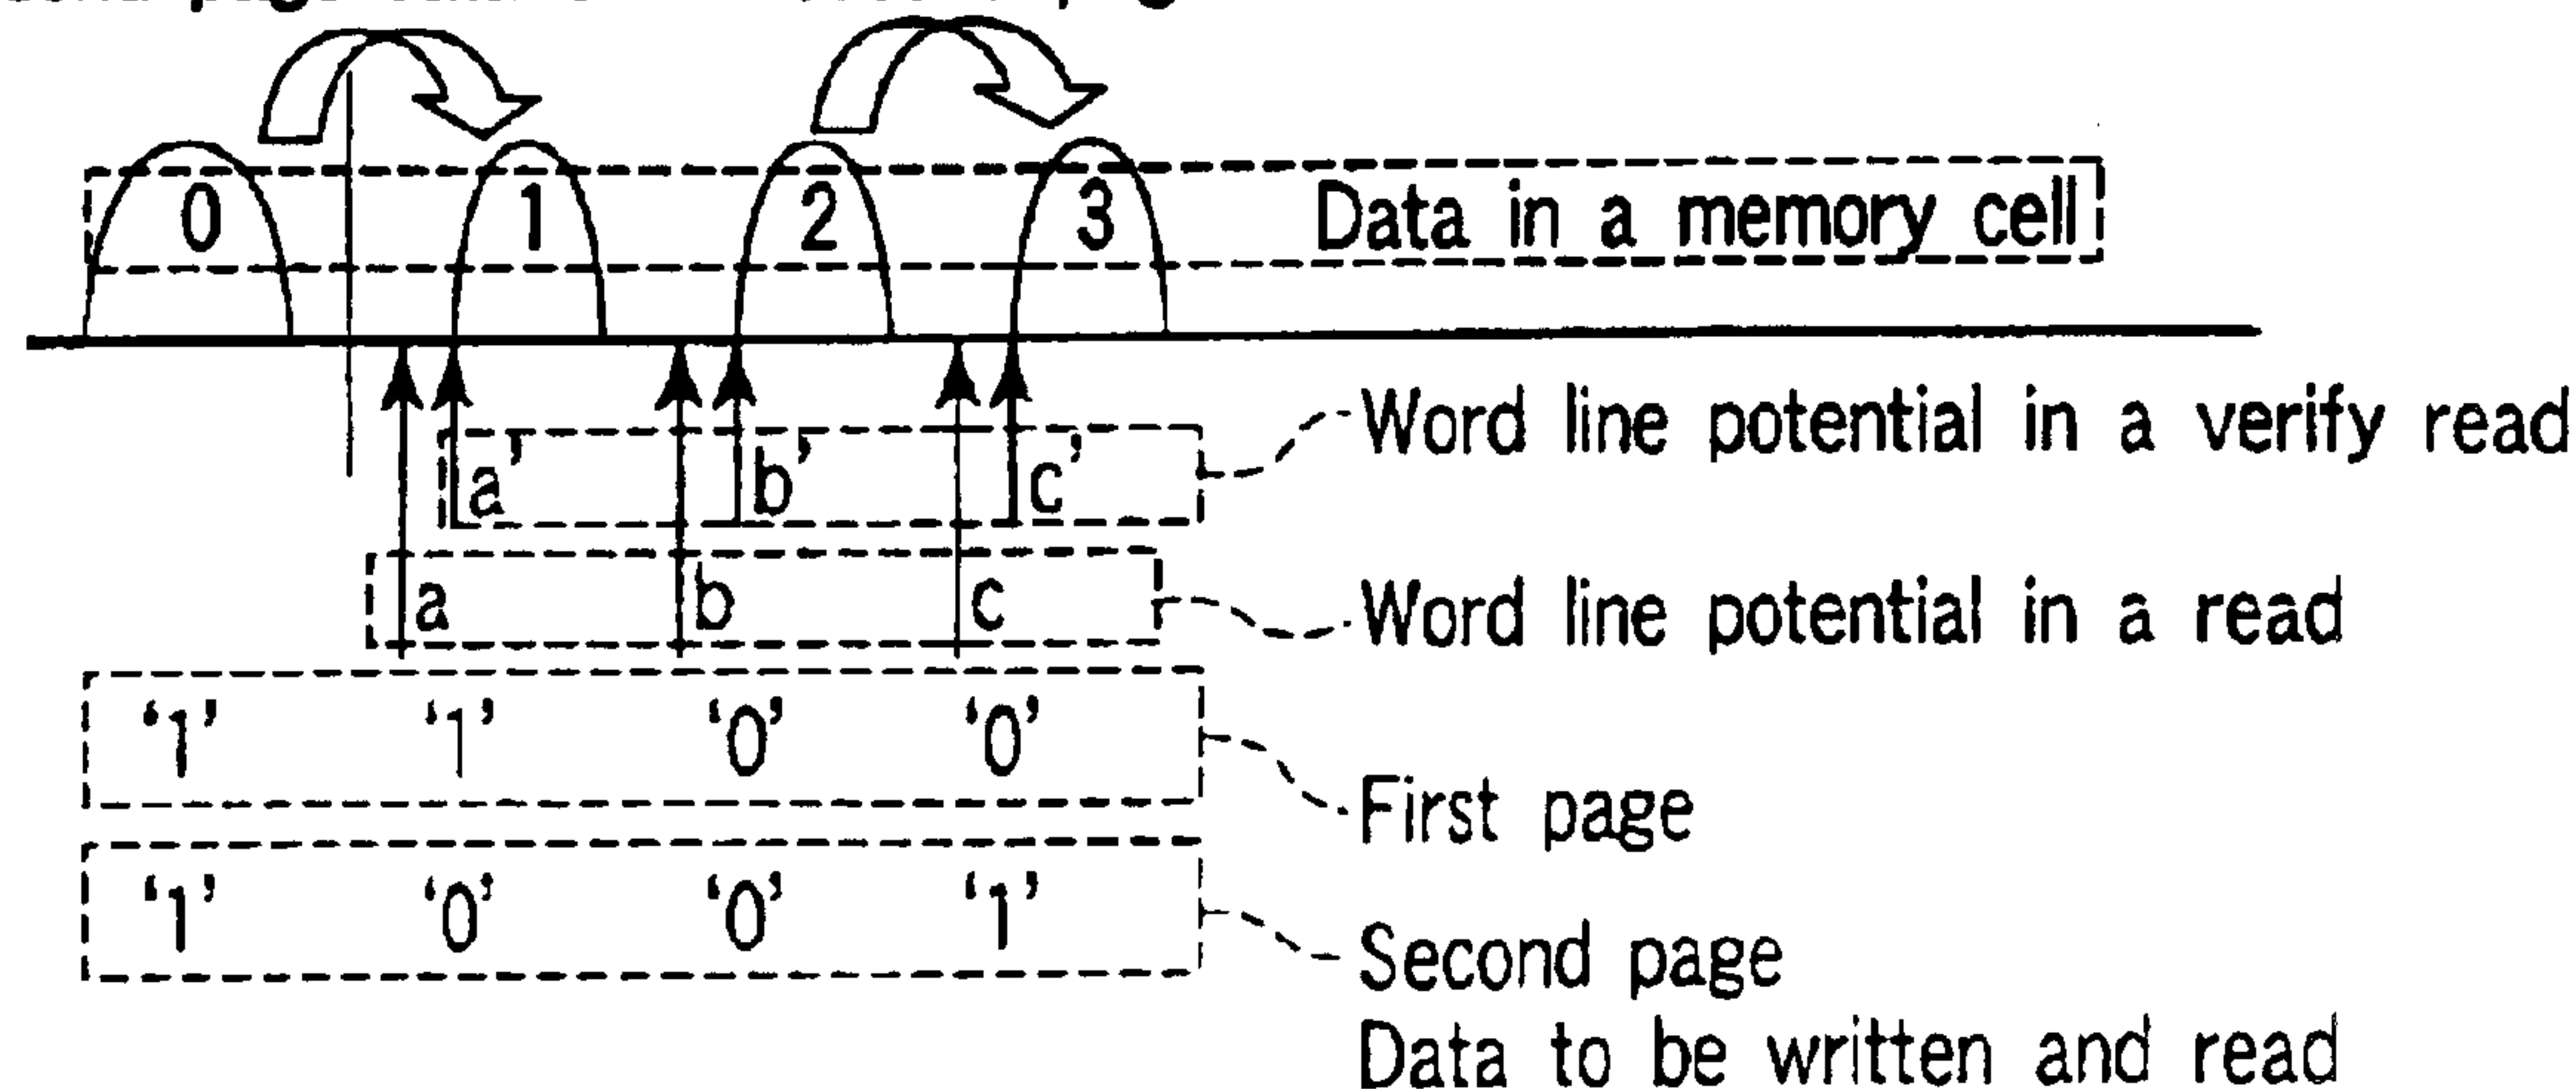 0 1 2 3 Data in a memory cell
a' b' c' Word line potential in a verify read
a b c Word line potential in a read
‘1’ ‘1’ ‘0’ ‘0’
First page
‘1’ ‘0’ ‘0’ ‘1’
Second page
Data to be written and read